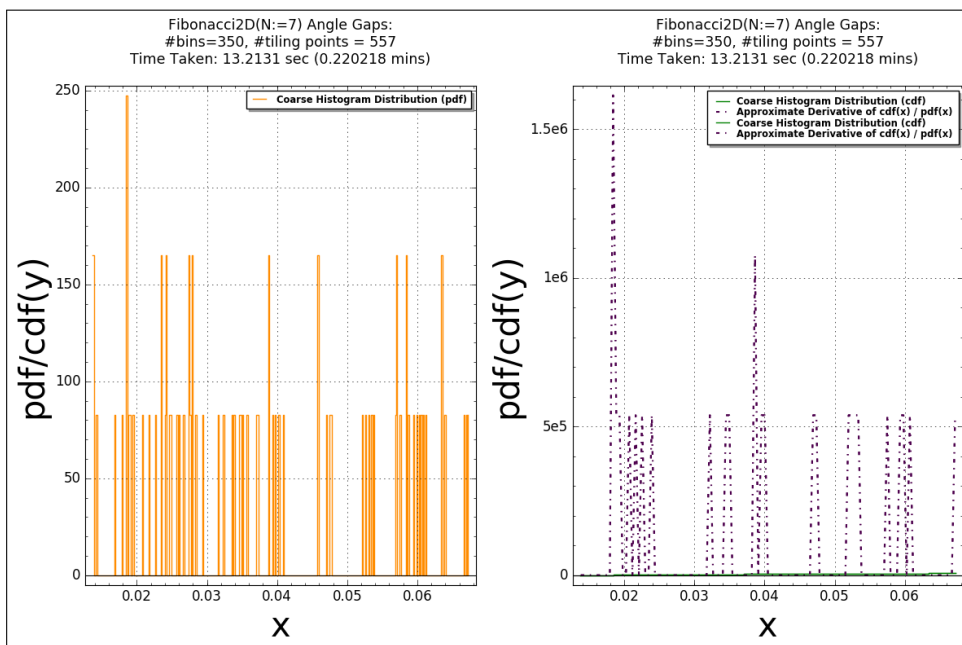 Fibonacci2D(N:=7) Angle Gaps:
#bins=350, #tiling points = 557
Time Taken: 13.2131 sec (0.220218 mins)
250
200
150
100
50
0
pdf/cdf(y)
Coarse Histogram Distribution (pdf)
0.02
0.03
0.04
0.05
0.06
x
Fibonacci2D(N:=7) Angle Gaps:
#bins=350, #tiling points = 557
Time Taken: 13.2131 sec (0.220218 mins)
1.5e6
1e6
5e5
0
pdf/cdf(y)
Coarse Histogram Distribution (cdf)
Approximate Derivative of cdf(x) / pdf(x)
Coarse Histogram Distribution (cdf)
Approximate Derivative of cdf(x) / pdf(x)
0.02
0.03
0.04
0.05
0.06
x